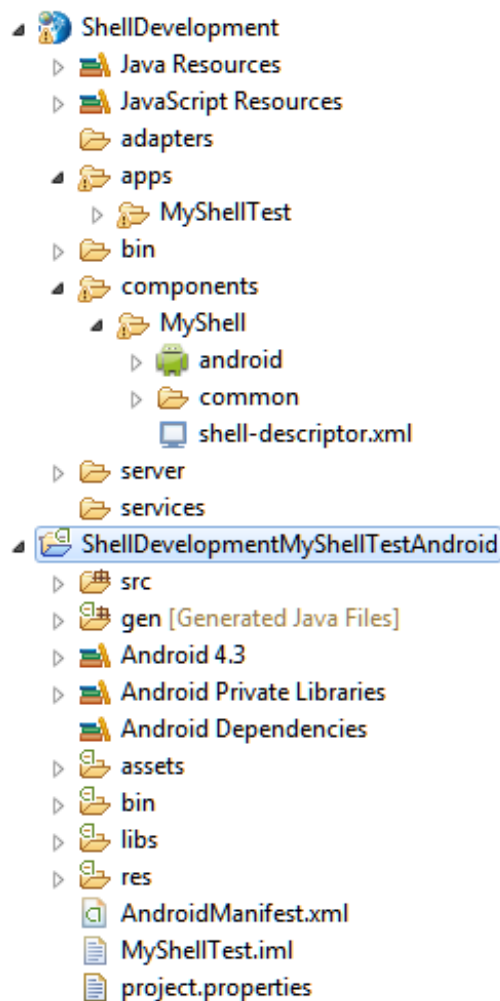 ShellDevelopment
Java Resources
JavaScript Resources
adapters
apps
MyShellTest
bin
components
MyShell
android
common
shell-descriptor.xml
server
services
ShellDevelopmentMyShellTestAndroid
src
gen [Generated Java Files]
Android 4.3
Android Private Libraries
Android Dependencies
assets
bin
libs
res
AndroidManifest.xml
MyShellTest.iml
project.properties